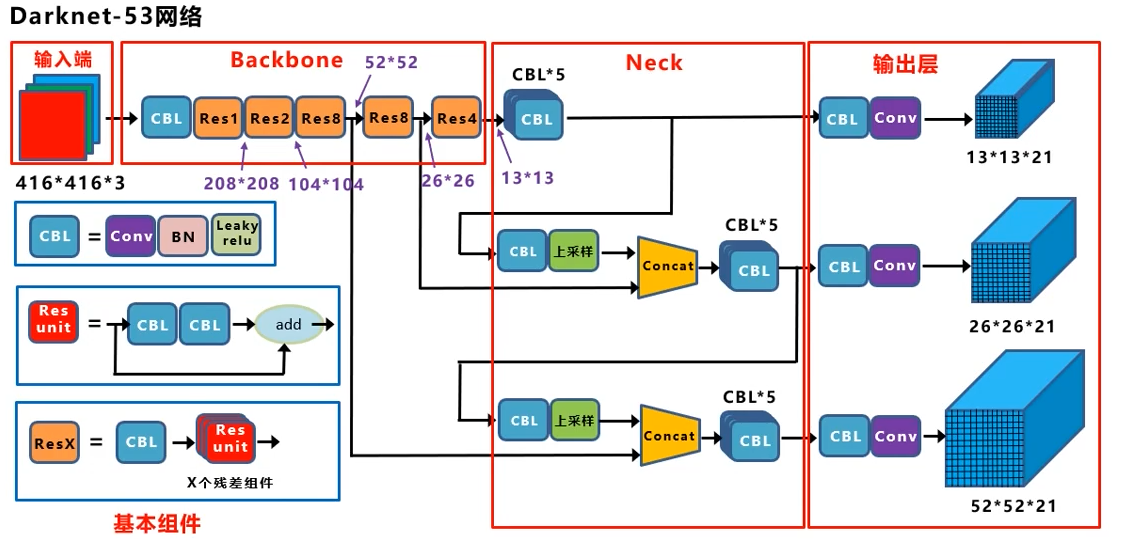 Darknet-53网络
输入端
Backbone
52*52
Neck
输出层
CBL*5
CBL
Res1
Res2
Res8
Res8
Res4
CBL
CBL
Conv
13*13*21
416*416*3
208*208
104*104
26*26
13*13
CBL
=
Conv
BN
Leaky
relu
CBL
上采样
Concat
CBL*5
CBL
CBL
Conv
26*26*21
Res
unit
=
CBL
CBL
add
CBL
上采样
Concat
CBL*5
CBL
CBL
Conv
52*52*21
ResX
=
CBL
Res
unit
X个残差组件
基本组件